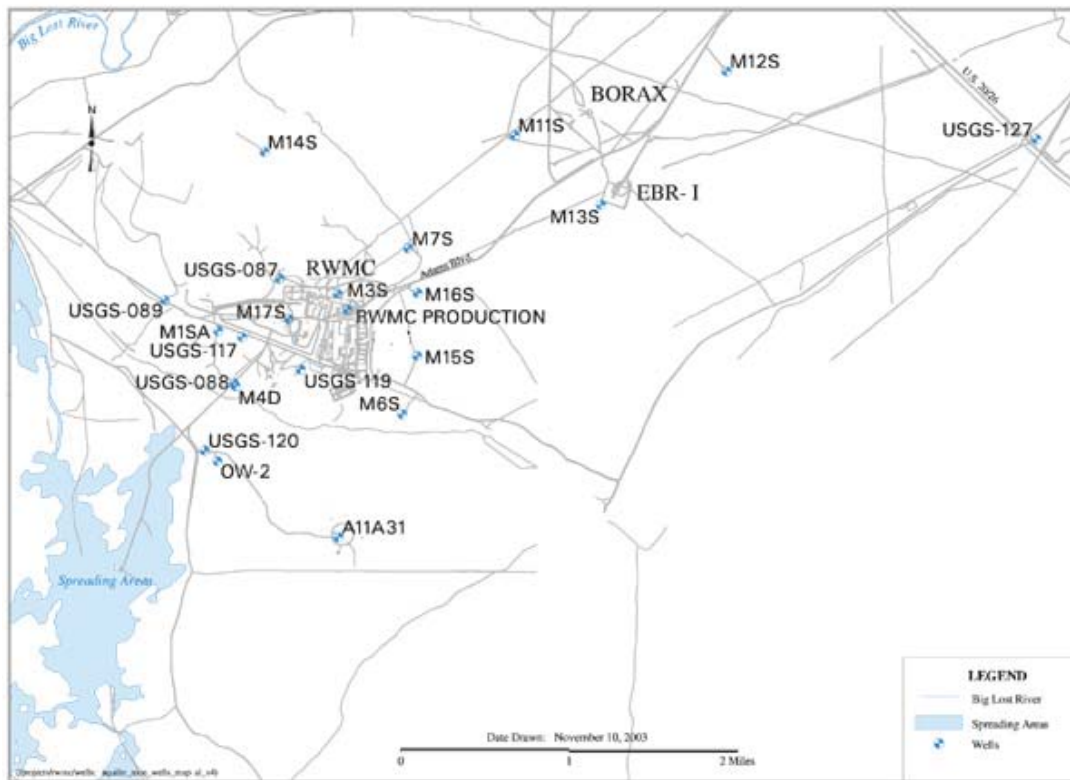 Big Lost River
N
M12S
U.S. 20/26
BORAX
M11S
USGS-127
M14S
EBR- I
M13S
M7S
Adams Blvd.
USGS-087
RWMC
M3S
M16S
USGS-089
M17S
RWMC PRODUCTION
M1SA
USGS-117
M15S
USGS-088
USGS-119
M4D
M6S
USGS-120
OW-2
A11A31
Spreading Areas
LEGEND
Big Lost River
Spreading Areas
Wells
Date Drawn: November 10, 2003
0 1 2 Miles